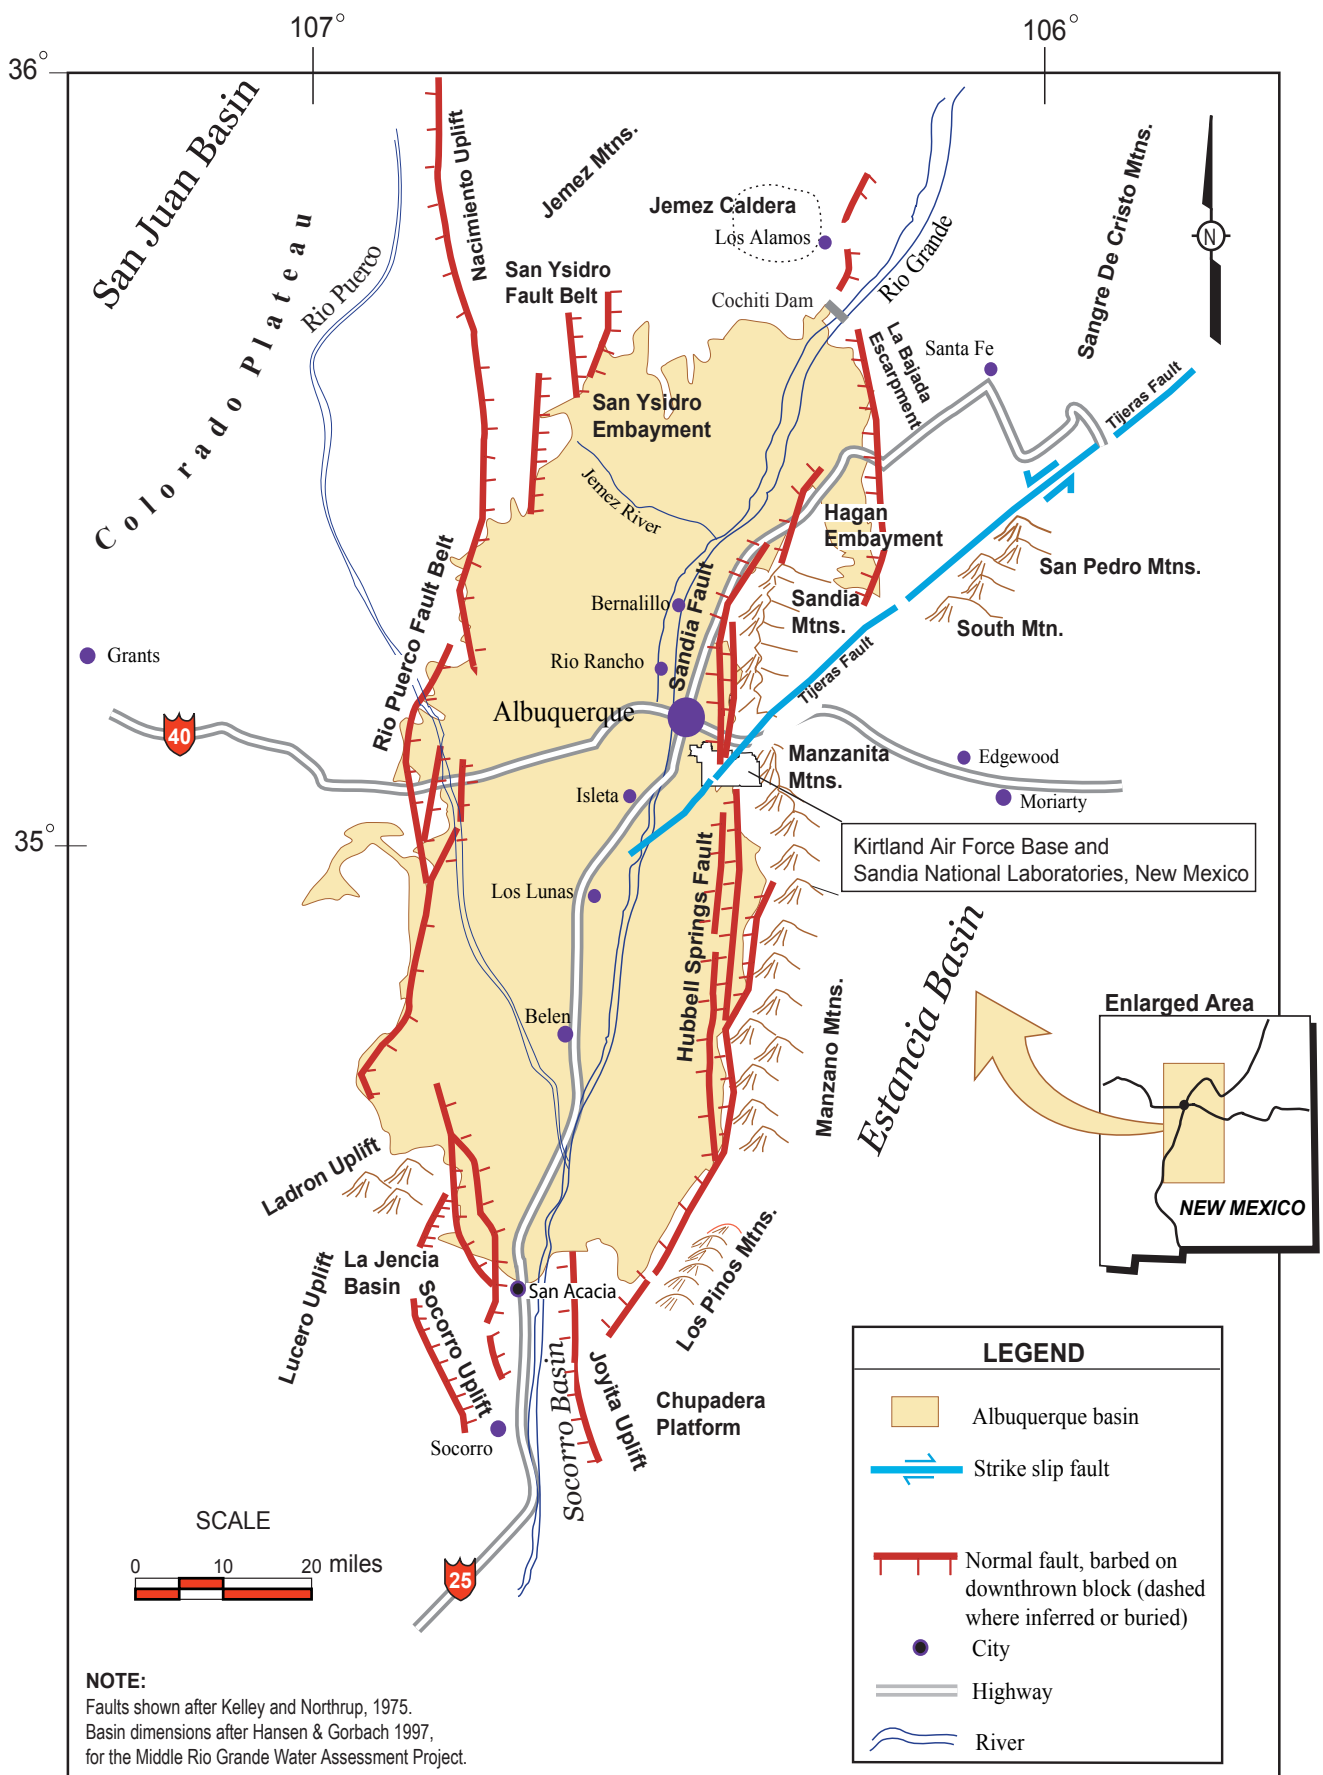 107°
106°
36°
San Juan Basin
Nacimiento Uplift
Jemez Mtns.
Jemez Caldera
Los Alamos
Sangre De Cristo Mtns.
N
Colorado Plateau
Rio Puerco
San Ysidro
Fault Belt
Cochiti Dam
Rio Grande
La Bajada
Escarpment
Santa Fe
Tijeras Fault
San Ysidro
Embayment
Jemez River
Hagan
Embayment
San Pedro Mtns.
Rio Puerco Fault Belt
Bernalillo
Sandia Fault
Sandia
Mtns.
South Mtn.
Grants
Rio Rancho
Tijeras Fault
Albuquerque
40
Manzanita
Mtns.
Edgewood
Isleta
Moriarty
35°
Kirtland Air Force Base and
Sandia National Laboratories, New Mexico
Los Lunas
Hubbell Springs Fault
Estancia Basin
Manzano Mtns.
Belen
Enlarged Area
NEW MEXICO
Ladron Uplift
Los Pinos Mtns.
La Jencia
Basin
Lucero Uplift
San Acacia
Socorro Uplift
Socorro Basin
Joyita Uplift
Chupadera
Platform
Socorro
25
SCALE
0 10 20 miles
LEGEND
Albuquerque basin
Strike slip fault
Normal fault, barbed on
downthrown block (dashed
where inferred or buried)
City
Highway
River
NOTE:
Faults shown after Kelley and Northrup, 1975.
Basin dimensions after Hansen & Gorbach 1997,
for the Middle Rio Grande Water Assessment Project.